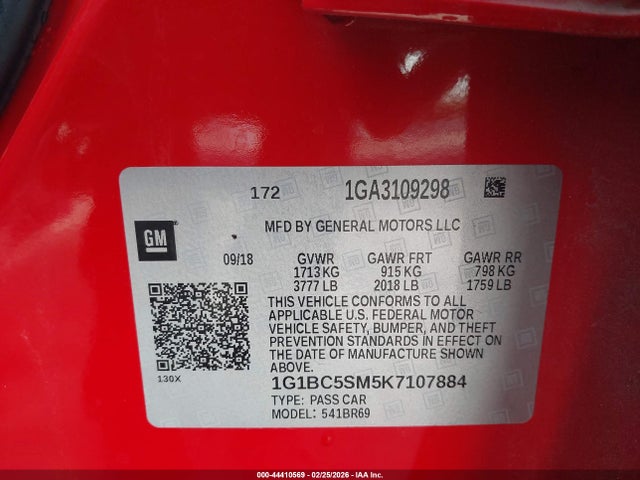 172 1GA3109298
MFD BY GENERAL MOTORS LLC
GM
09/18 GVWR GAWR FRT GAWR RR
1713 KG 915 KG 798 KG
3777 LB 2018 LB 1759 LB
THIS VEHICLE CONFORMS TO ALL
APPLICABLE U.S. FEDERAL MOTOR
VEHICLE SAFETY, BUMPER, AND THEFT
PREVENTION STANDARDS IN EFFECT ON
THE DATE OF MANUFACTURE SHOWN
ABOVE.
130X
1G1BC5SM5K7107884
TYPE: PASS CAR
MODEL: 541BR69
000-44410569 - 02/25/2026 - COPYRIGHT IAA